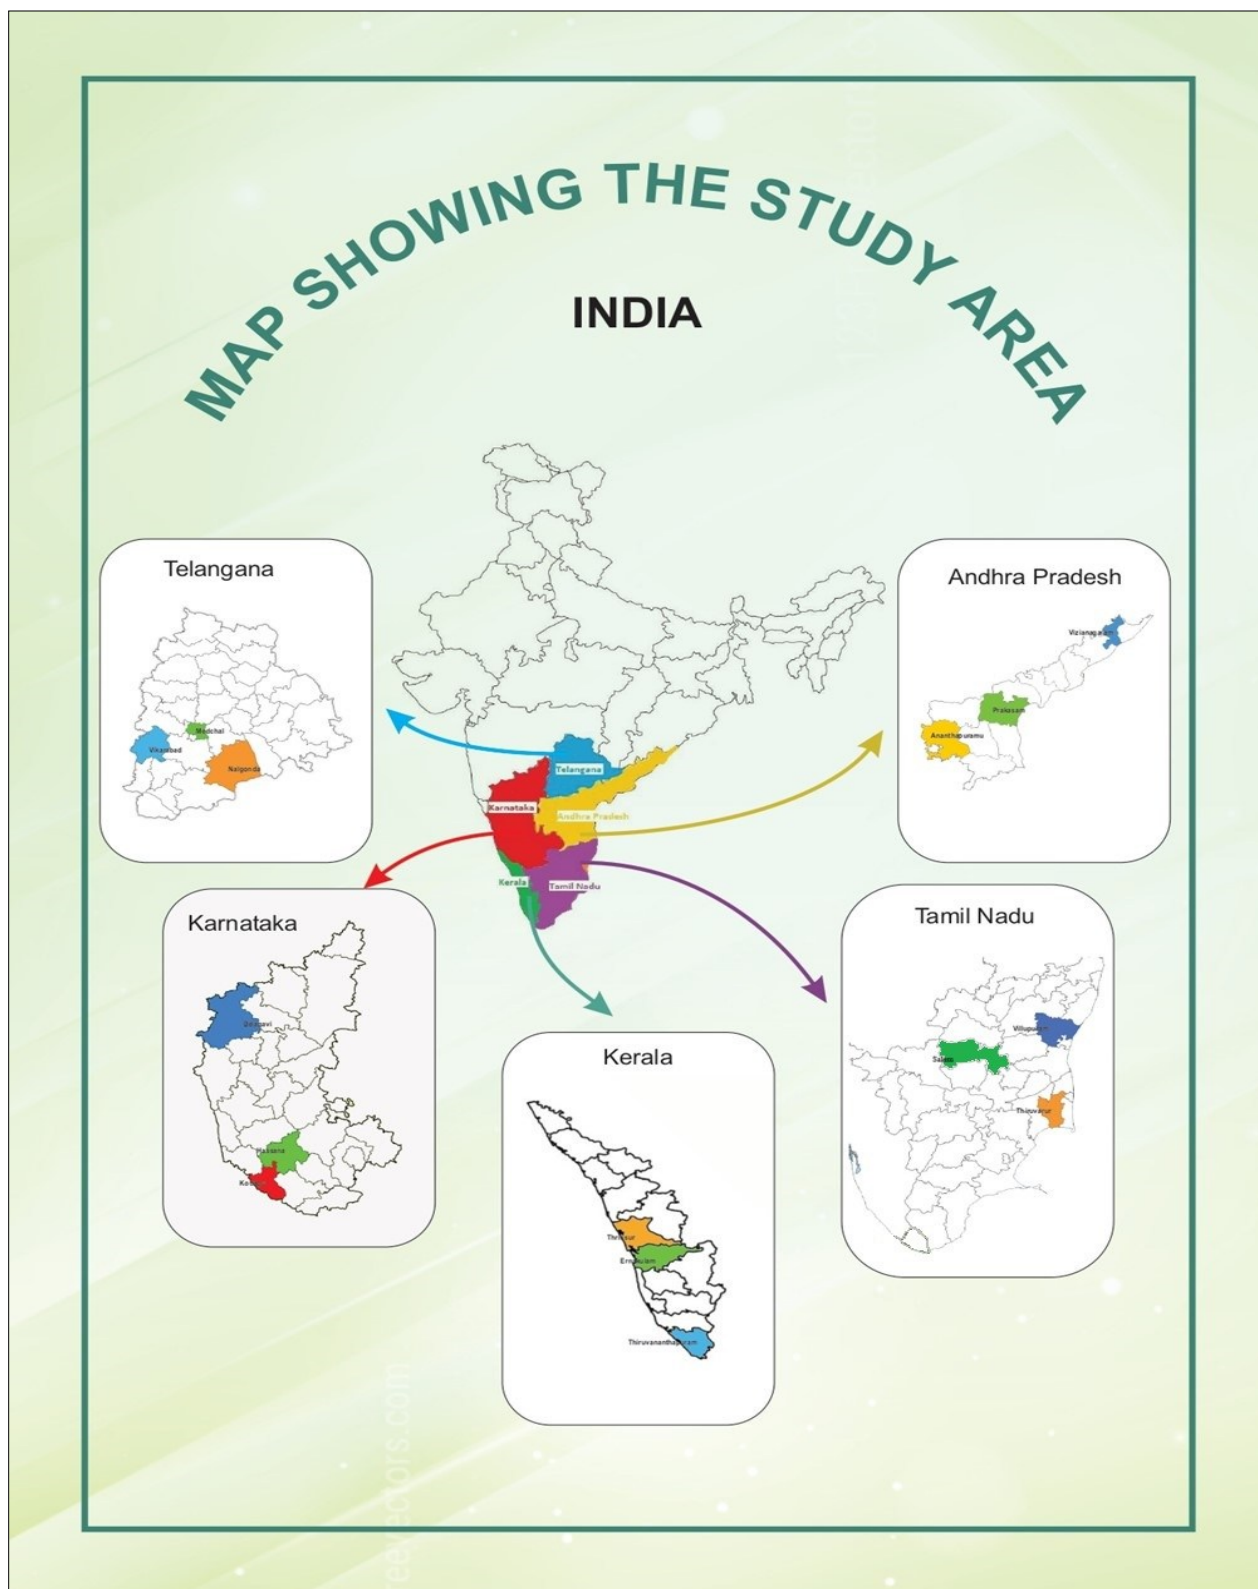 MAP SHOWING THE STUDY AREA
INDIA
Telangana
Medchal
Vikarabad
Nalgonda
Andhra Pradesh
Vizianagaram
Prakasam
Ananthapuramu
Telangana
Karnataka
Andhra Pradesh
Kerala
Tamil Nadu
Karnataka
Hassana
Tamil Nadu
Villupuram
Salem
Thiruvarur
Kerala
Thrissur
Ernakulam
Thiruvananthapuram